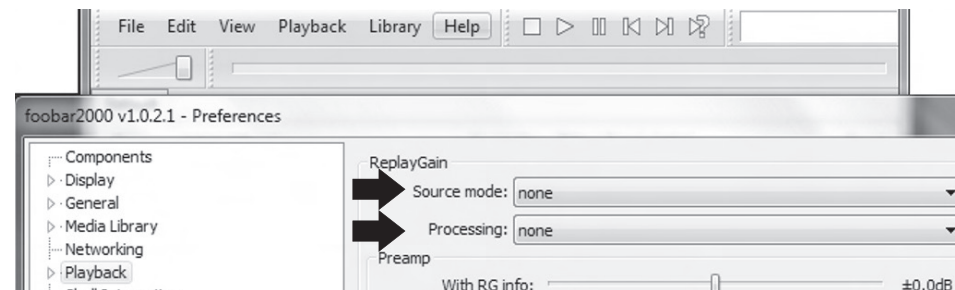 File Edit View Playback Library Help
foobar2000 v1.0.2.1 - Preferences
Components
Display
General
Media Library
Networking
Playback
ReplayGain
Source mode: none
Processing: none
Preamp
With RG info: ±0.0dB